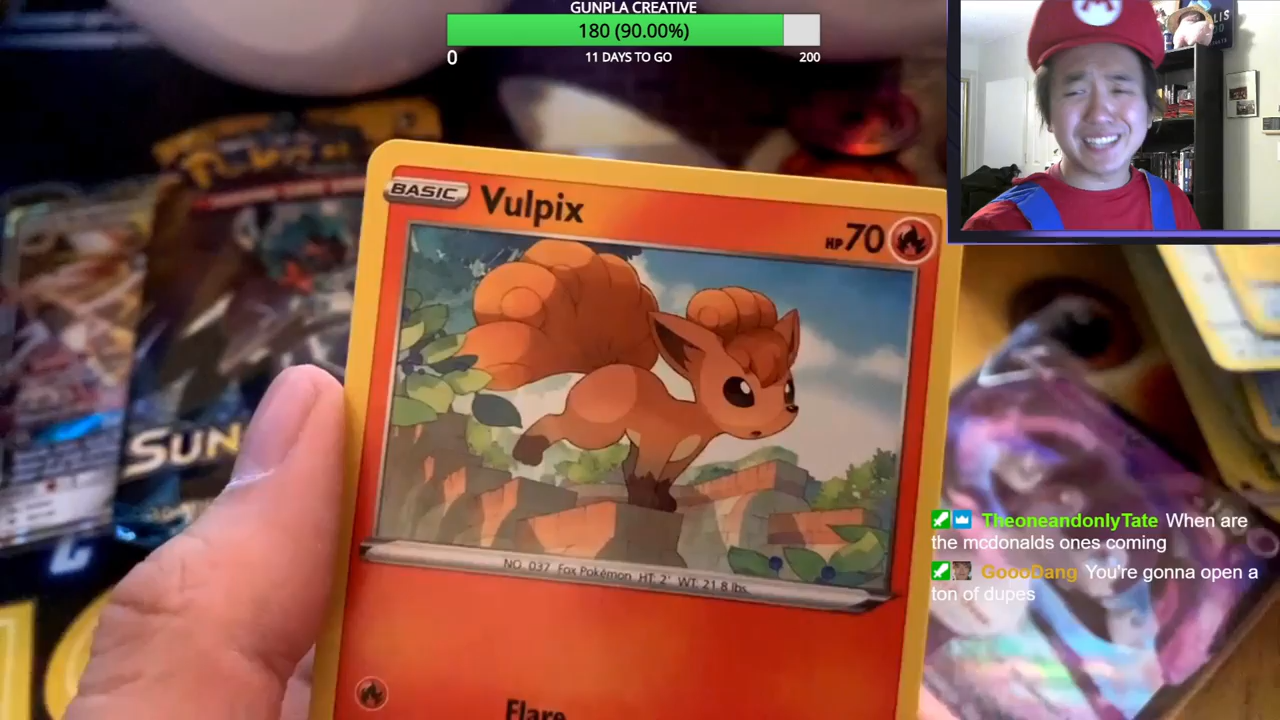 GUNPLA CREATIVE
180 (90.00%)
0
11 DAYS TO GO
200
BASIC
Vulpix
HP 70
SUN
NO. 037 Fox Pokémon HT: 2' WT: 21.8 lbs.
Flare
TheoneandonlyTate When are
the mcdonalds ones coming
GoooDang You're gonna open a
ton of dupes